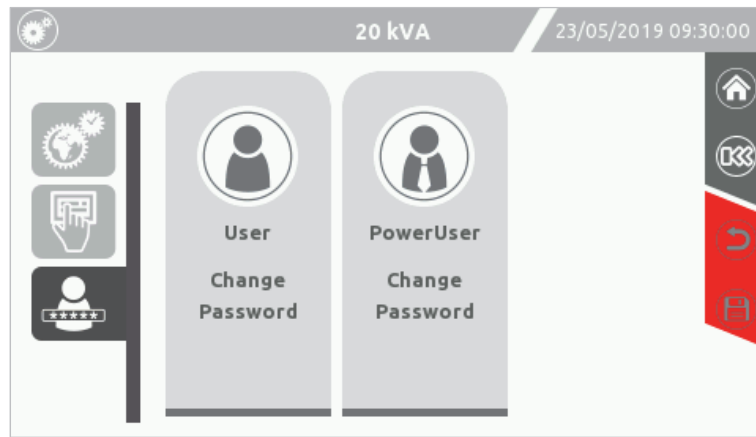 20 kVA
23/05/2019 09:30:00
User
Change
Password
PowerUser
Change
Password
*****